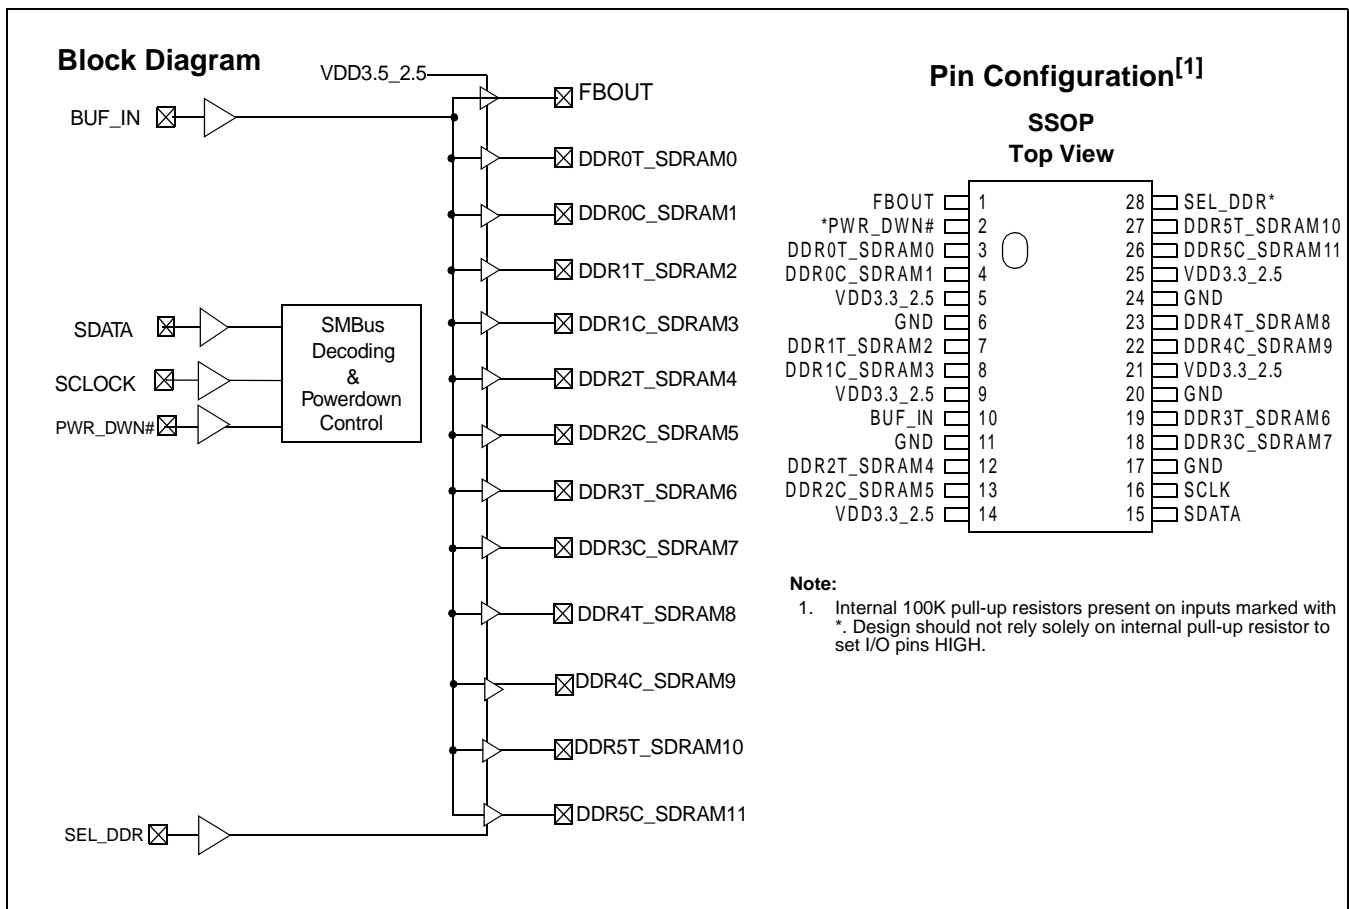 Block Diagram
VDD3.5_2.5
BUF_IN
FBOUT
DDR0T_SDRAM0
DDR0C_SDRAM1
DDR1T_SDRAM2
DDR1C_SDRAM3
DDR2T_SDRAM4
DDR2C_SDRAM5
DDR3T_SDRAM6
DDR3C_SDRAM7
DDR4T_SDRAM8
DDR4C_SDRAM9
DDR5T_SDRAM10
DDR5C_SDRAM11
SDATA
SCLOCK
PWR_DWN#
SMBus
Decoding
&
Powerdown
Control
SEL_DDR
Pin Configuration[1]
SSOP
Top View
FBOUT 1 28 SEL_DDR*
*PWR_DWN# 2 27 DDR5T_SDRAM10
DDR0T_SDRAM0 3 26 DDR5C_SDRAM11
DDR0C_SDRAM1 4 25 VDD3.3_2.5
VDD3.3_2.5 5 24 GND
GND 6 23 DDR4T_SDRAM8
DDR1T_SDRAM2 7 22 DDR4C_SDRAM9
DDR1C_SDRAM3 8 21 VDD3.3_2.5
VDD3.3_2.5 9 20 GND
BUF_IN 10 19 DDR3T_SDRAM6
GND 11 18 DDR3C_SDRAM7
DDR2T_SDRAM4 12 17 GND
DDR2C_SDRAM5 13 16 SCLK
VDD3.3_2.5 14 15 SDATA
Note:
1. Internal 100K pull-up resistors present on inputs marked with
*. Design should not rely solely on internal pull-up resistor to
set I/O pins HIGH.